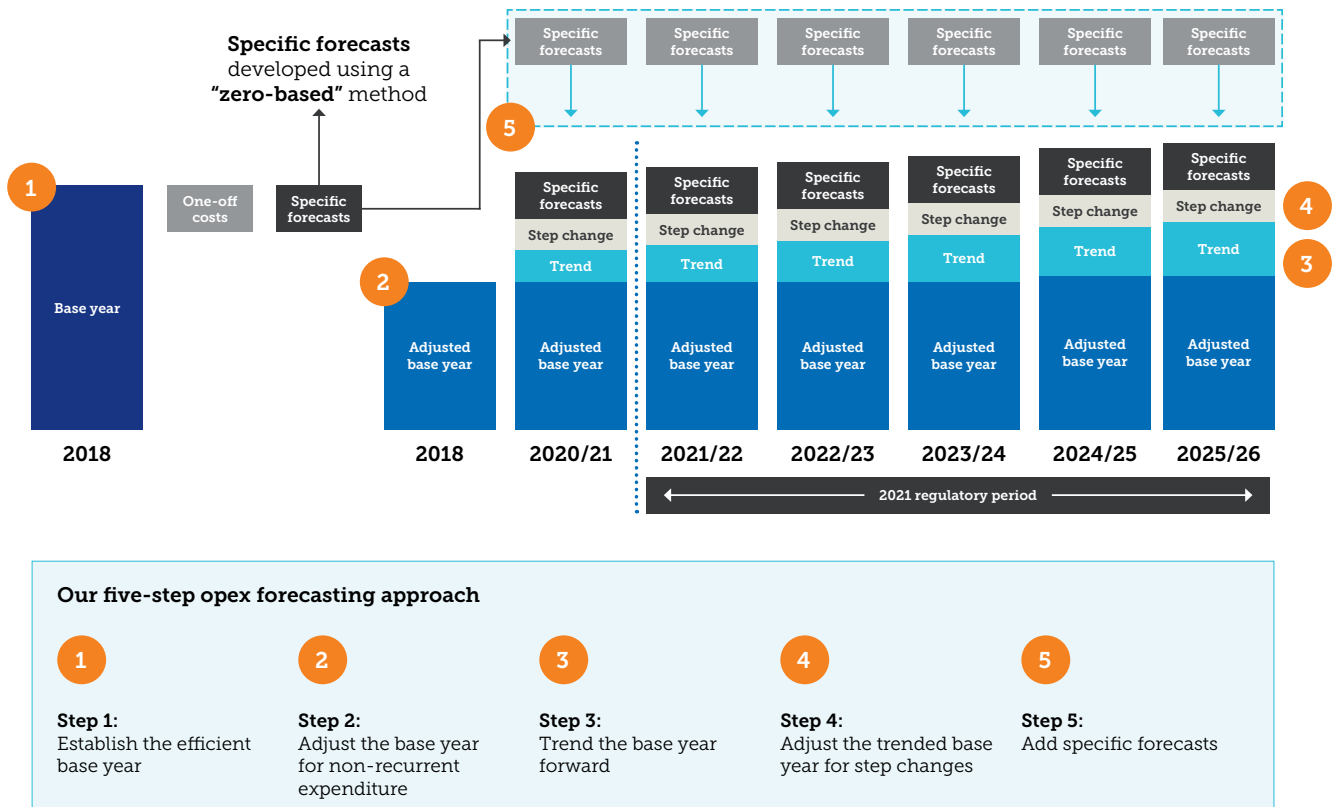 Specific forecasts
developed using a
“zero-based” method
Specific
forecasts
Specific
forecasts
Specific
forecasts
Specific
forecasts
Specific
forecasts
Specific
forecasts
5
1
Base year
2018
One-off
costs
Specific
forecasts
2
Adjusted
base year
2018
Specific
forecasts
Step change
Trend
Adjusted
base year
2020/21
Specific
forecasts
Step change
Trend
Adjusted
base year
2021/22
Specific
forecasts
Step change
Trend
Adjusted
base year
2022/23
Specific
forecasts
Step change
Trend
Adjusted
base year
2023/24
Specific
forecasts
Step change
Trend
Adjusted
base year
2024/25
Specific
forecasts
Step change
Trend
Adjusted
base year
2025/26
4
3
2021 regulatory period
Our five-step opex forecasting approach
1
Step 1:
Establish the efficient
base year
2
Step 2:
Adjust the base year
for non-recurrent
expenditure
3
Step 3:
Trend the base year
forward
4
Step 4:
Adjust the trended base
year for step changes
5
Step 5:
Add specific forecasts